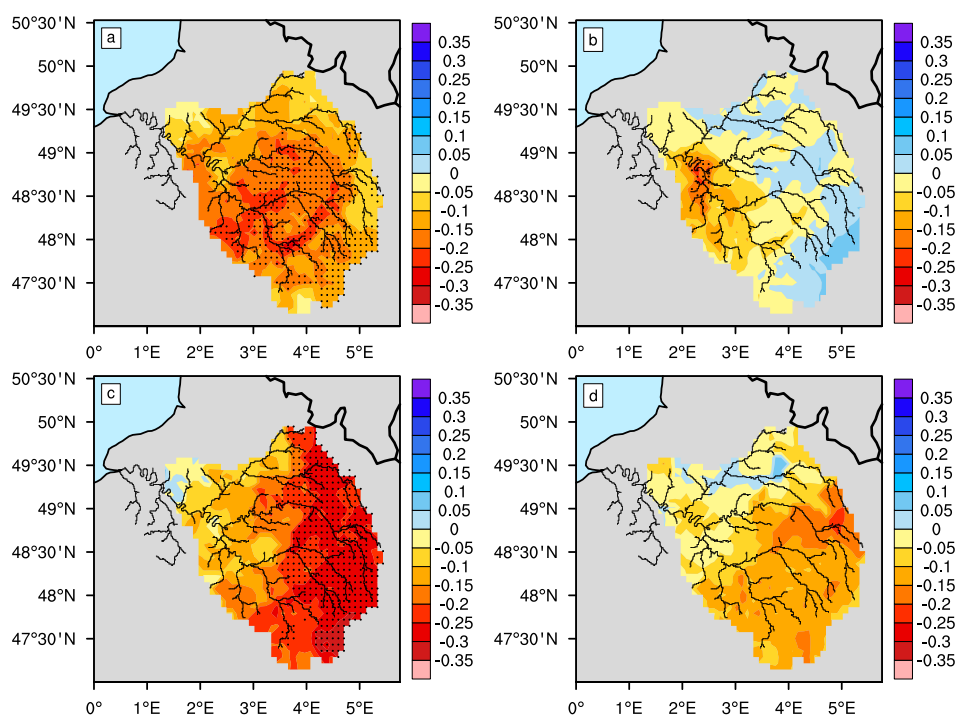 50°30'N
50°N
49°30'N
49°N
48°30'N
48°N
47°30'N
0°
1°E
2°E
3°E
4°E
5°E
a
0.35
0.3
0.25
0.2
0.15
0.1
0.05
0
-0.05
-0.1
-0.15
-0.2
-0.25
-0.3
-0.35
50°30'N
50°N
49°30'N
49°N
48°30'N
48°N
47°30'N
0°
1°E
2°E
3°E
4°E
5°E
b
0.35
0.3
0.25
0.2
0.15
0.1
0.05
0
-0.05
-0.1
-0.15
-0.2
-0.25
-0.3
-0.35
50°30'N
50°N
49°30'N
49°N
48°30'N
48°N
47°30'N
0°
1°E
2°E
3°E
4°E
5°E
c
0.35
0.3
0.25
0.2
0.15
0.1
0.05
0
-0.05
-0.1
-0.15
-0.2
-0.25
-0.3
-0.35
50°30'N
50°N
49°30'N
49°N
48°30'N
48°N
47°30'N
0°
1°E
2°E
3°E
4°E
5°E
d
0.35
0.3
0.25
0.2
0.15
0.1
0.05
0
-0.05
-0.1
-0.15
-0.2
-0.25
-0.3
-0.35